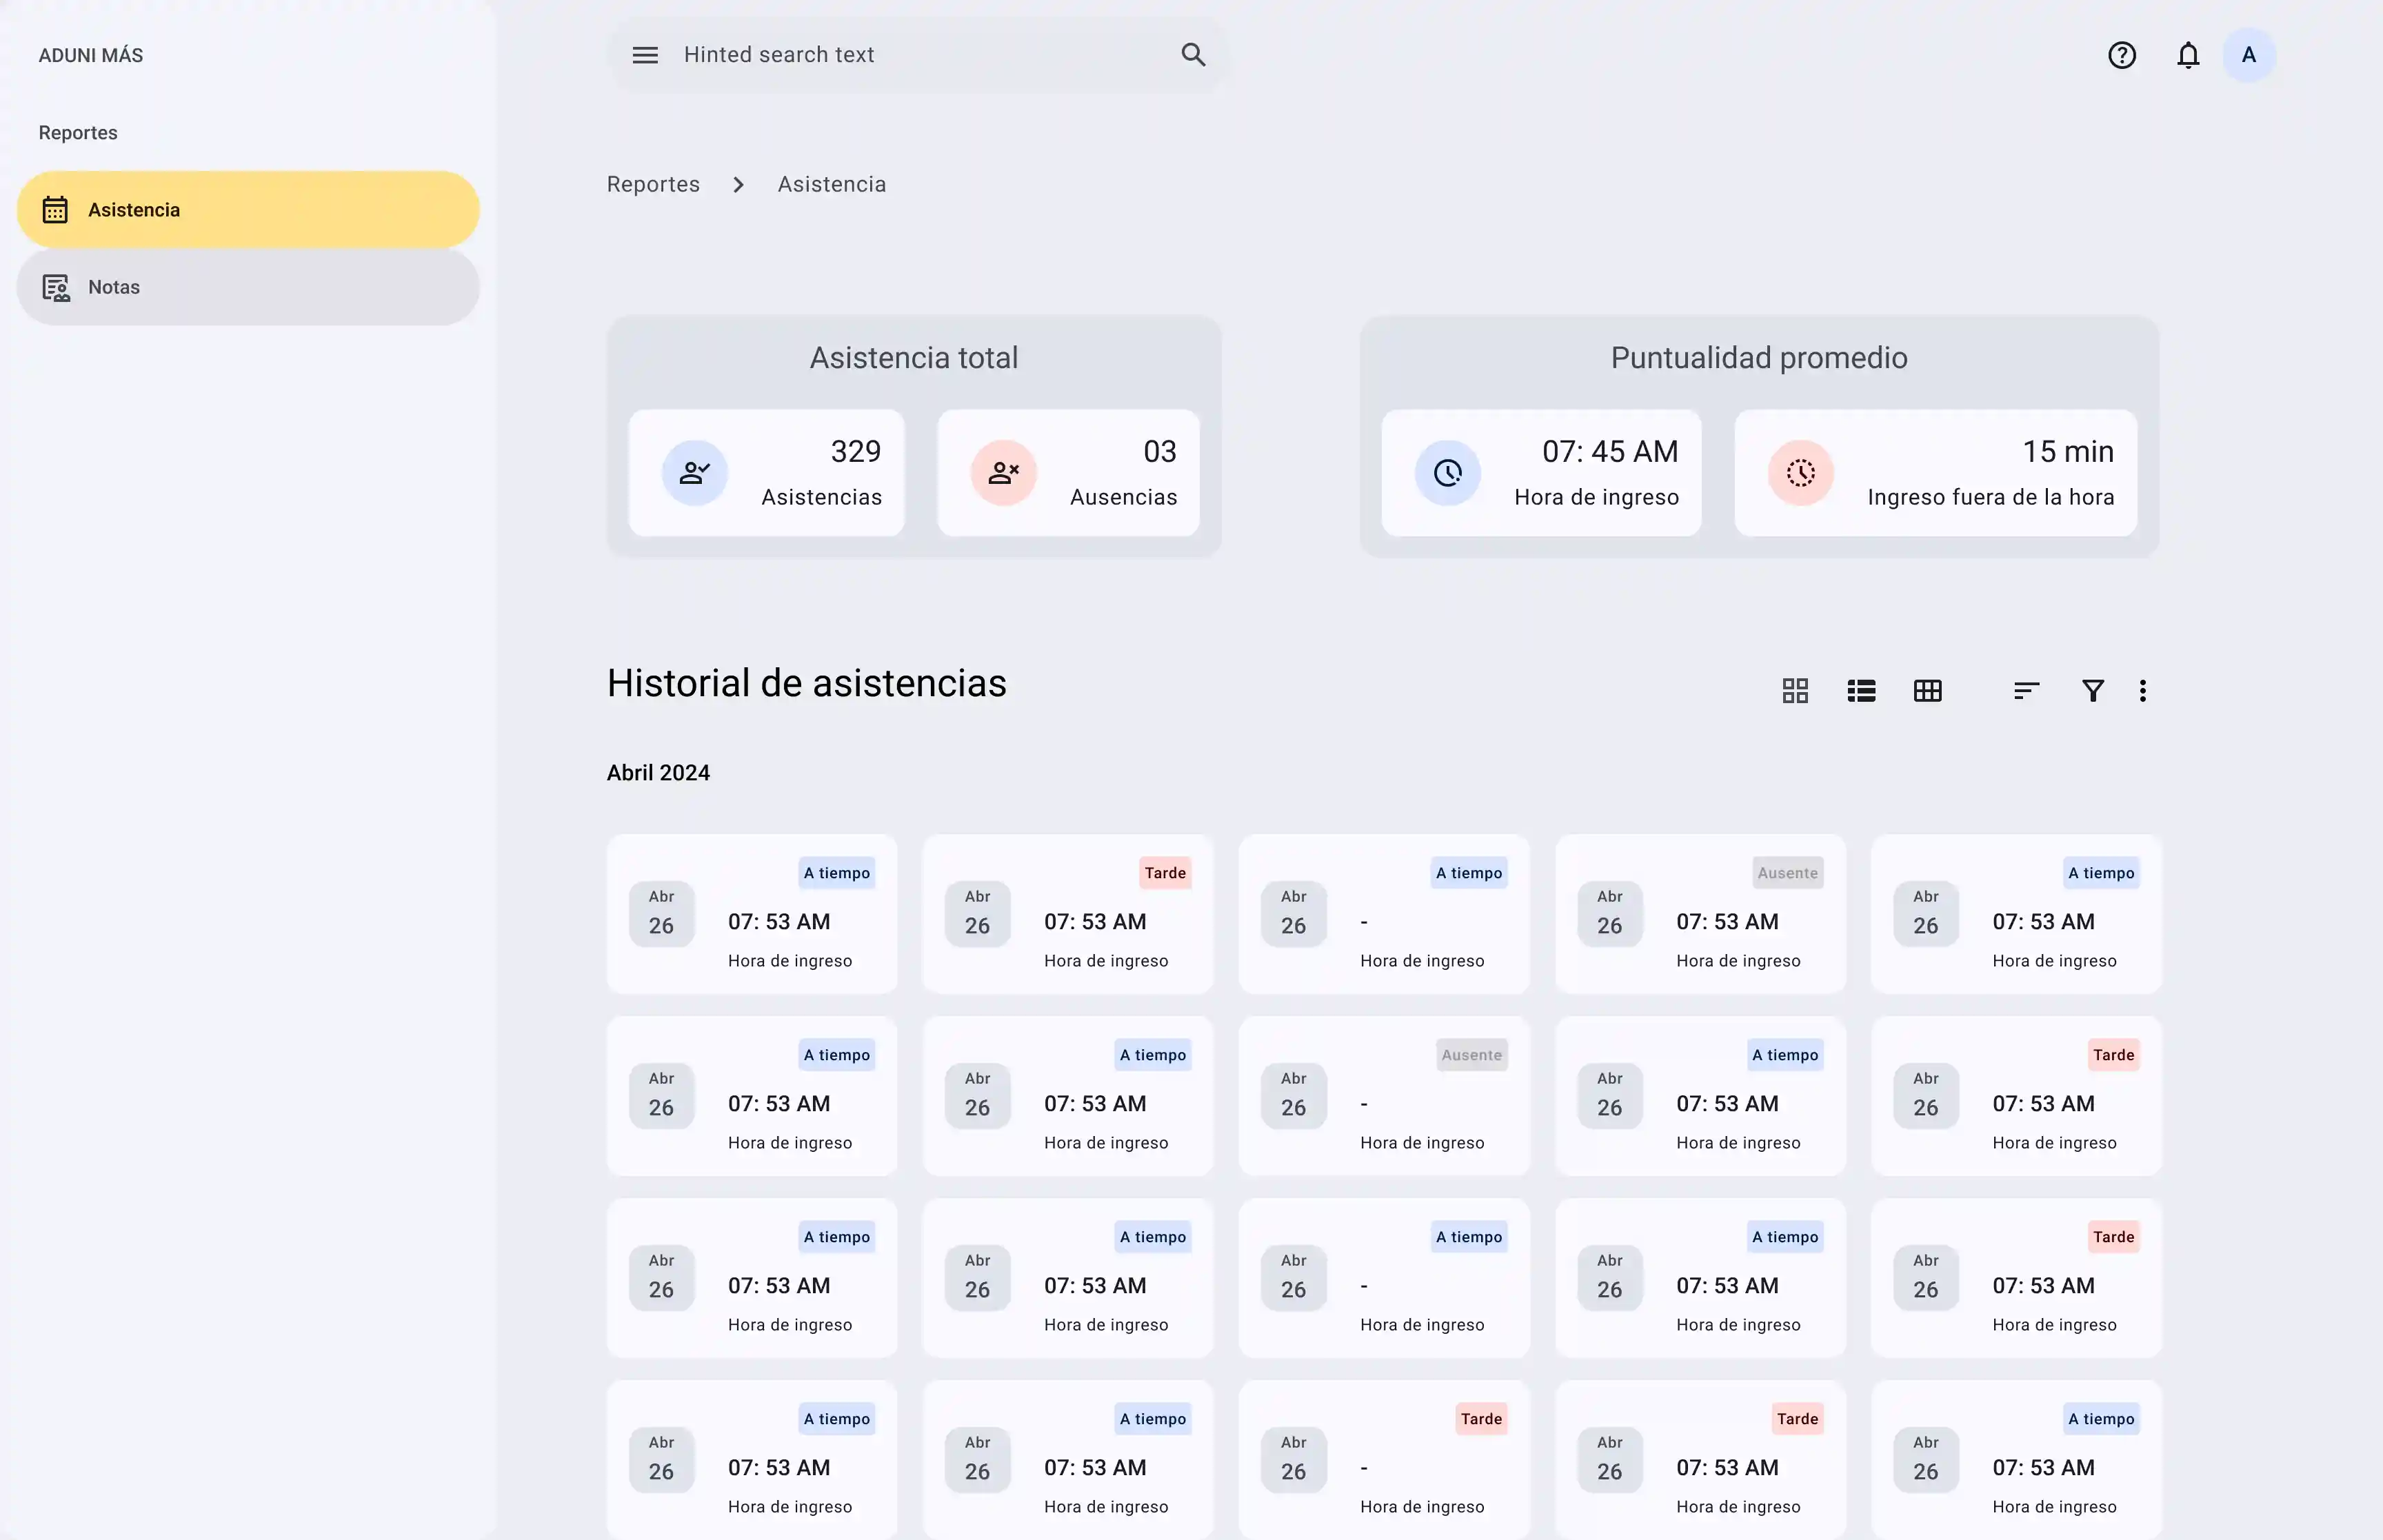 ADUNI MÁS
Reportes
Asistencia
Notas
Hinted search text
A
Reportes > Asistencia
Asistencia total
329
Asistencias
03
Ausencias
Puntualidad promedio
07: 45 AM
Hora de ingreso
15 min
Ingreso fuera de la hora
Historial de asistencias
Abril 2024
A tiempo
Abr
26
07: 53 AM
Hora de ingreso
Tarde
Abr
26
07: 53 AM
Hora de ingreso
A tiempo
Abr
26
-
Hora de ingreso
Ausente
Abr
26
07: 53 AM
Hora de ingreso
A tiempo
Abr
26
07: 53 AM
Hora de ingreso
A tiempo
Abr
26
07: 53 AM
Hora de ingreso
A tiempo
Abr
26
07: 53 AM
Hora de ingreso
Ausente
Abr
26
-
Hora de ingreso
A tiempo
Abr
26
07: 53 AM
Hora de ingreso
Tarde
Abr
26
07: 53 AM
Hora de ingreso
A tiempo
Abr
26
07: 53 AM
Hora de ingreso
A tiempo
Abr
26
07: 53 AM
Hora de ingreso
A tiempo
Abr
26
-
Hora de ingreso
A tiempo
Abr
26
07: 53 AM
Hora de ingreso
Tarde
Abr
26
07: 53 AM
Hora de ingreso
A tiempo
Abr
26
07: 53 AM
Hora de ingreso
A tiempo
Abr
26
07: 53 AM
Hora de ingreso
Tarde
Abr
26
-
Hora de ingreso
Tarde
Abr
26
07: 53 AM
Hora de ingreso
A tiempo
Abr
26
07: 53 AM
Hora de ingreso